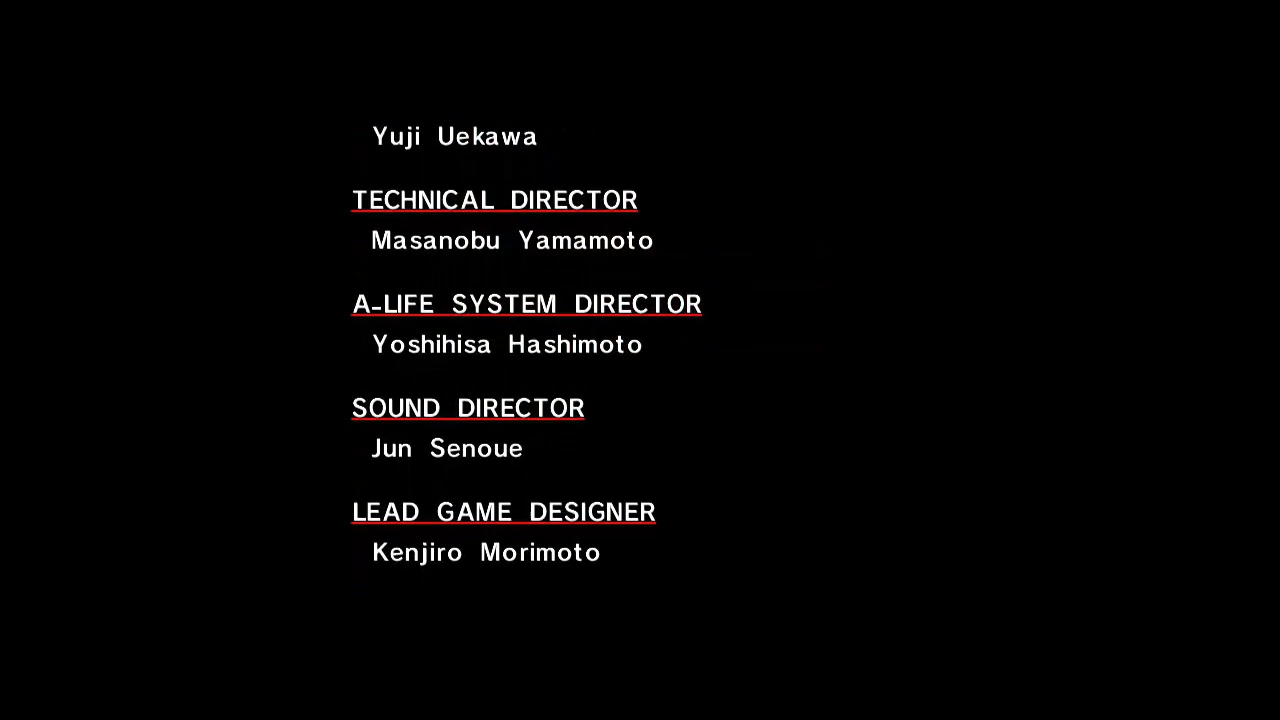 Yuji Uekawa
TECHNICAL DIRECTOR
Masanobu Yamamoto
A-LIFE SYSTEM DIRECTOR
Yoshihisa Hashimoto
SOUND DIRECTOR
Jun Senoue
LEAD GAME DESIGNER
Kenjiro Morimoto